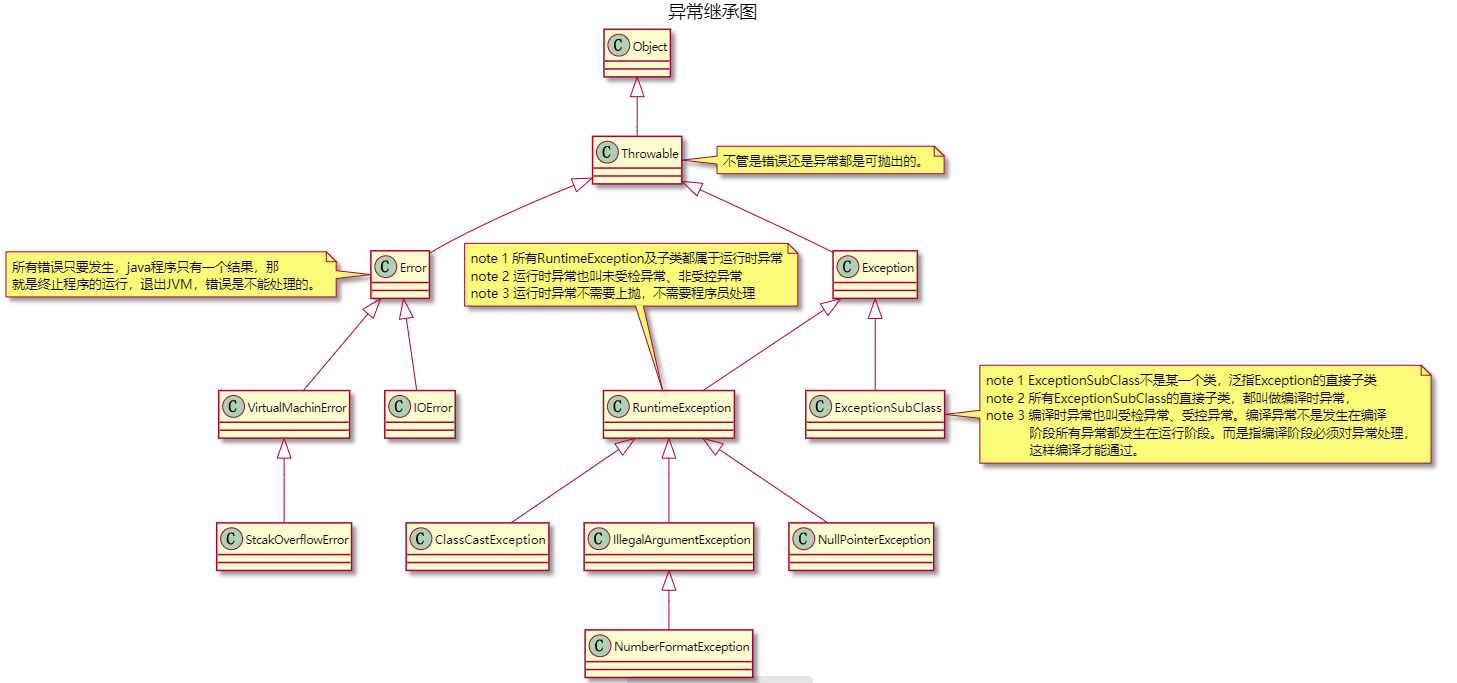 异常继承图
C Object
C Throwable
不管是错误还是异常都是可抛出的。
所有错误只要发生，java程序只有一个结果，那
就是终止程序的运行，退出JVM，错误是不能处理的。
C Error
note 1 所有RuntimeException及子类都属于运行时异常
note 2 运行时异常也叫未受检异常、非受控异常
note 3 运行时异常不需要上抛，不需要程序员处理
C Exception
C VirtualMachinError
C IOError
C RuntimeException
C ExceptionSubClass
note 1 ExceptionSubClass不是某一个类，泛指Exception的直接子类
note 2 所有ExceptionSubClass的直接子类，都叫做编译时异常，
note 3 编译时异常也叫受检异常、受控异常。编译异常不是发生在编译
阶段所有异常都发生在运行阶段。而是指编译阶段必须对异常处理，
这样编译才能通过。
C StcakOverflowError
C ClassCastException
C IllegalArgumentException
C NullPointerException
C NumberFormatException